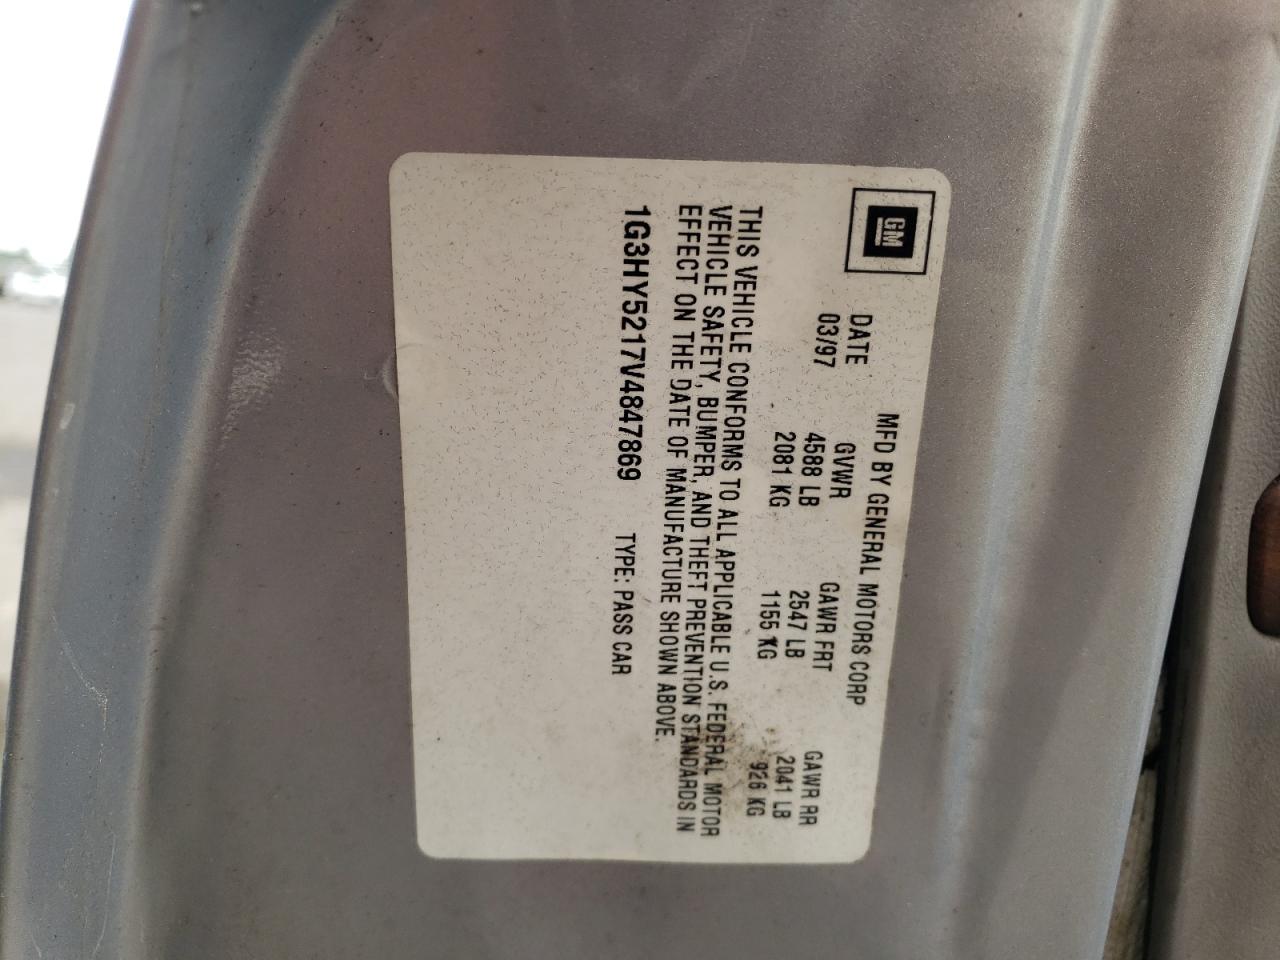 GM
MFD BY GENERAL MOTORS CORP
DATE GVWR GAWR FRT GAWR RR
03/97 4588 LB 2547 LB 2041 LB
2081 KG 1155 KG 926 KG
THIS VEHICLE CONFORMS TO ALL APPLICABLE U.S. FEDERAL MOTOR
VEHICLE SAFETY, BUMPER, AND THEFT PREVENTION STANDARDS IN
EFFECT ON THE DATE OF MANUFACTURE SHOWN ABOVE.
1G3HY5217V4847869 TYPE: PASS CAR